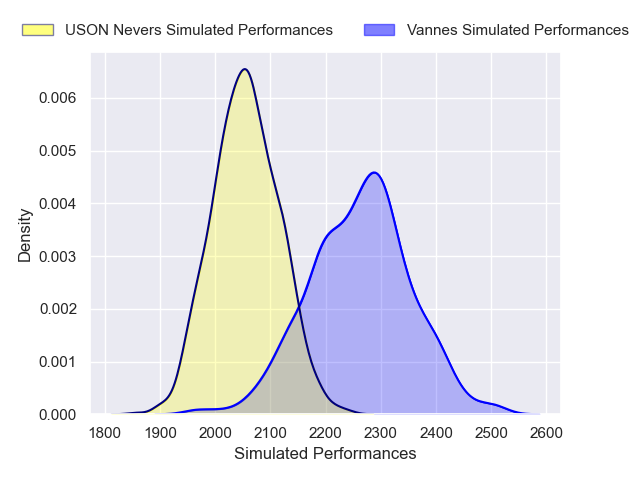 USON Nevers Simulated Performances Vannes Simulated Performances
0.006
0.005
0.004
0.003
0.002
0.001
0.000
Density
1800 1900 2000 2100 2200 2300 2400 2500 2600
Simulated Performances